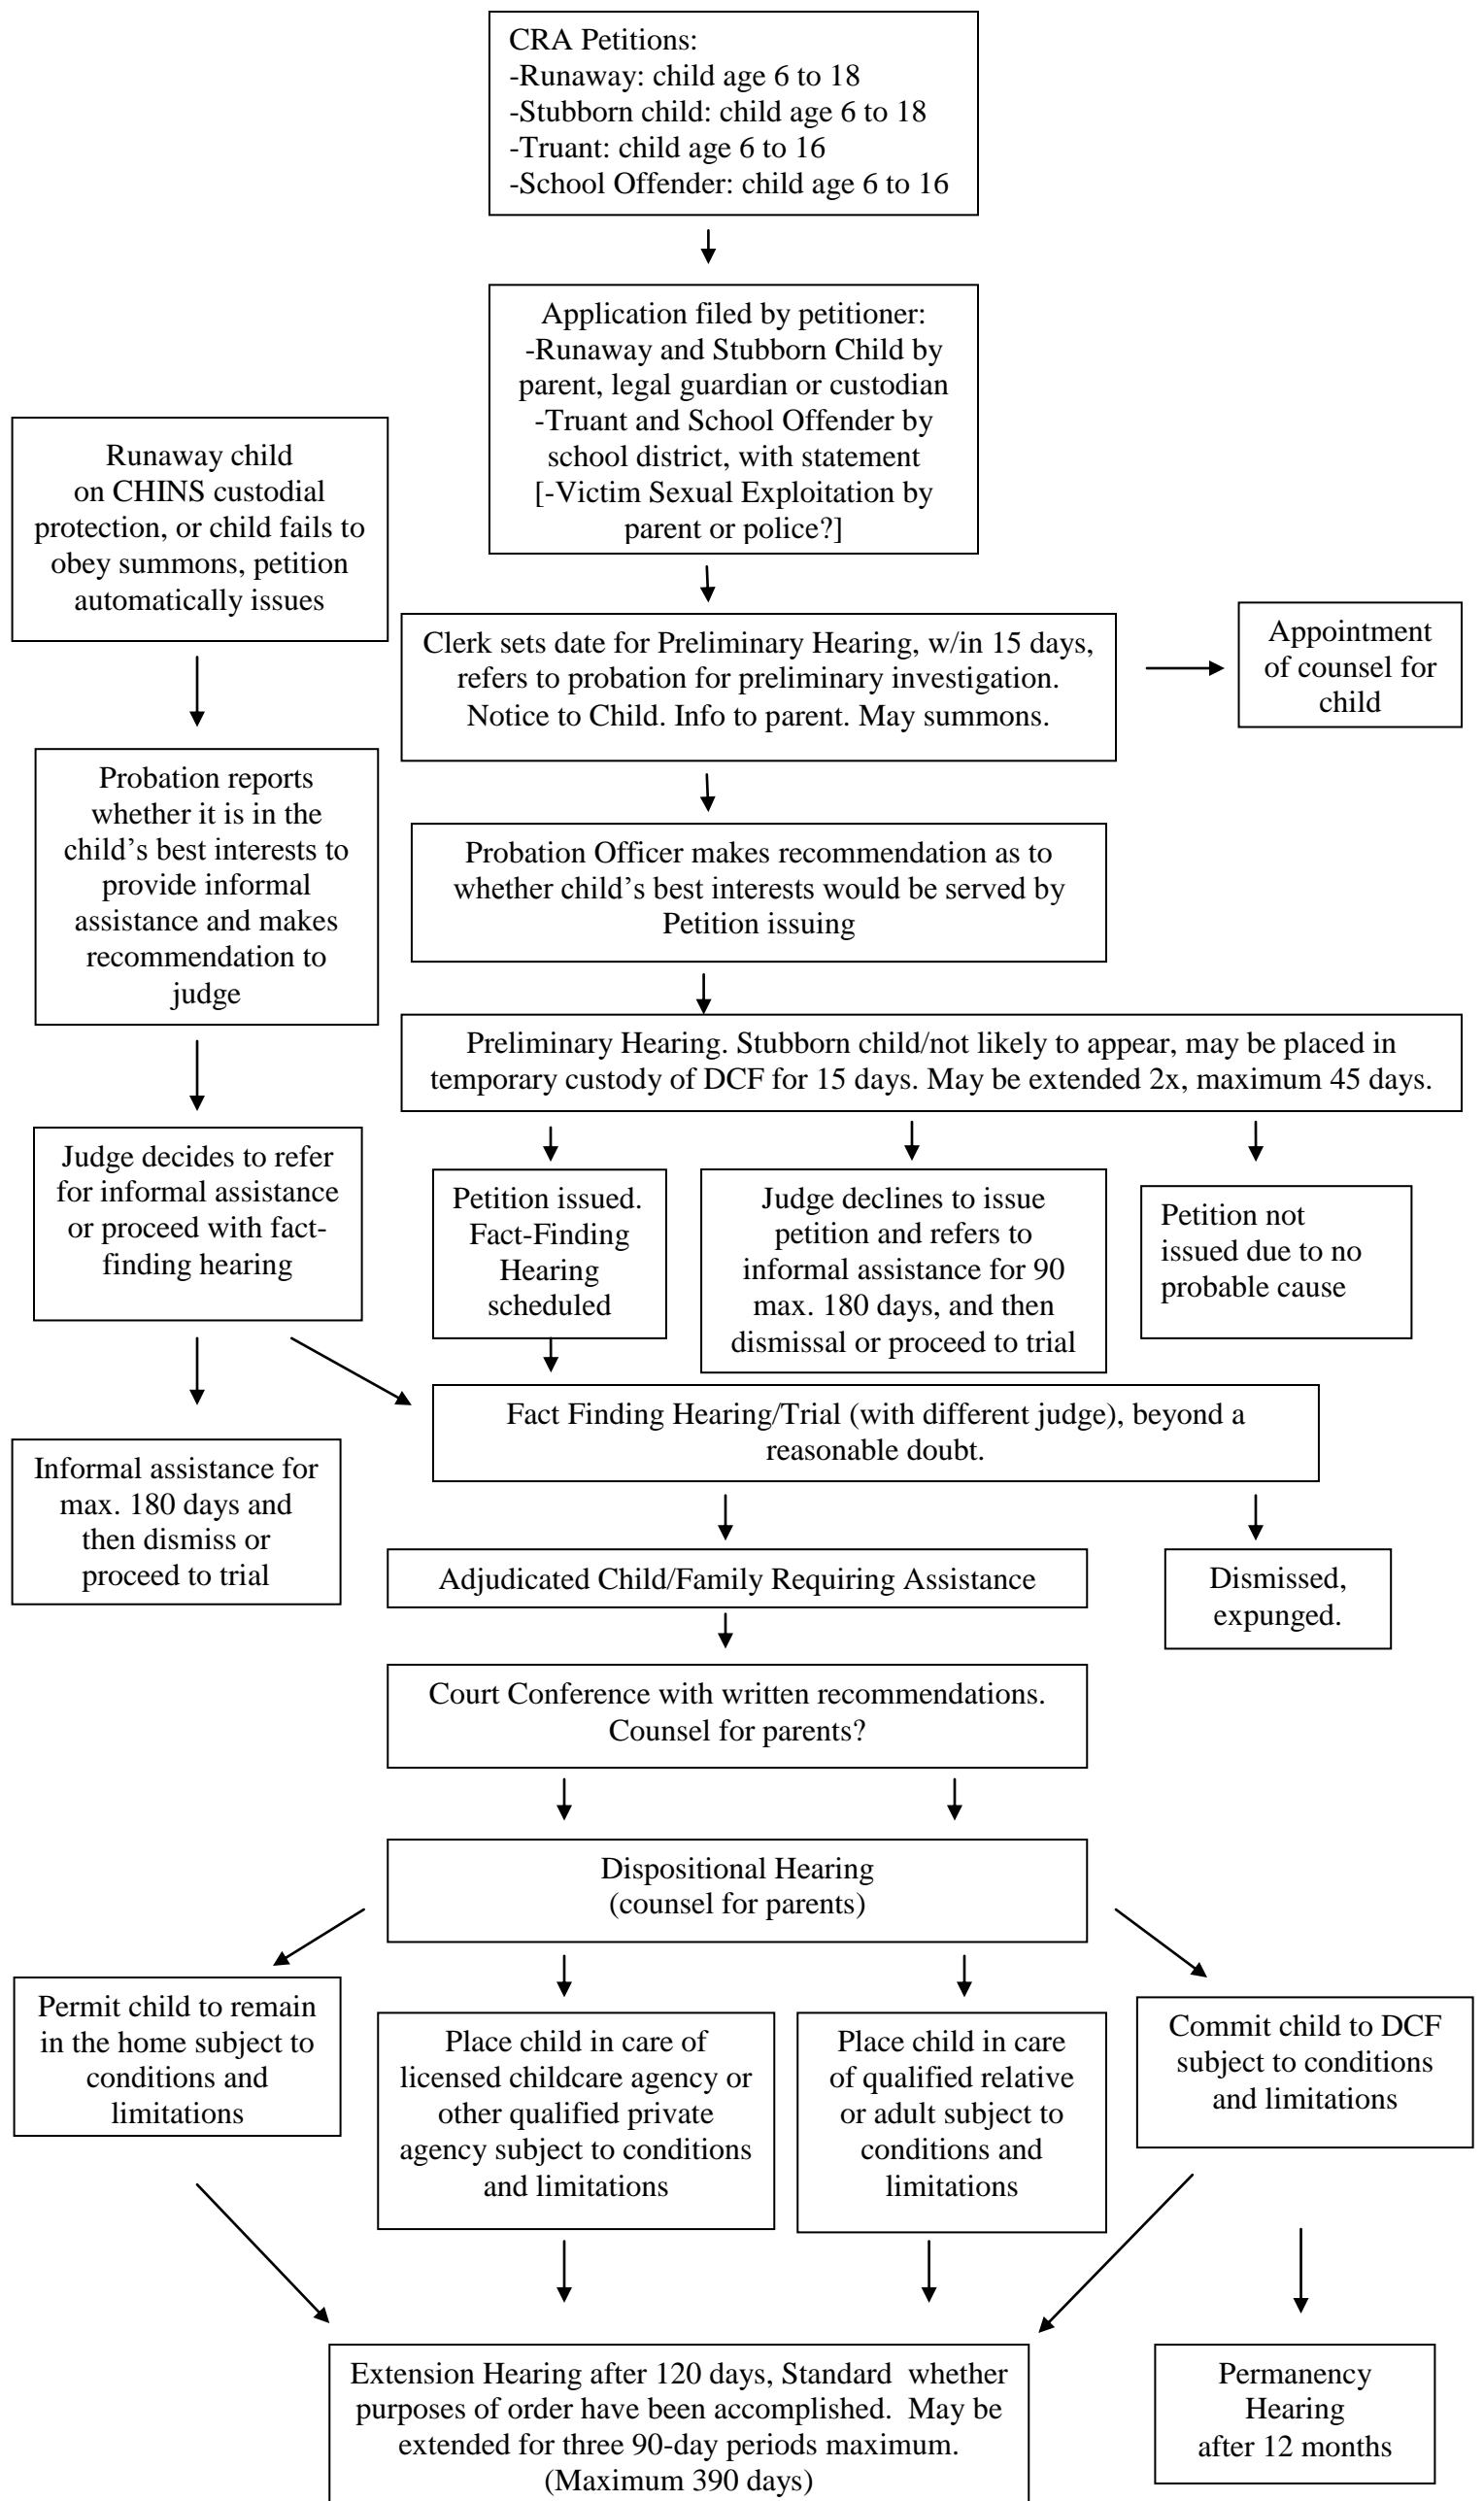 CRA Petitions:
-Runaway: child age 6 to 18
-Stubborn child: child age 6 to 18
-Truant: child age 6 to 16
-School Offender: child age 6 to 16
Application filed by petitioner:
-Runaway and Stubborn Child by
parent, legal guardian or custodian
-Truant and School Offender by
school district, with statement
[-Victim Sexual Exploitation by
parent or police?]
Runaway child
on CHINS custodial
protection, or child fails to
obey summons, petition
automatically issues
Clerk sets date for Preliminary Hearing, w/in 15 days,
refers to probation for preliminary investigation.
Notice to Child. Info to parent. May summons.
Appointment
of counsel for
child
Probation reports
whether it is in the
child’s best interests to
provide informal
assistance and makes
recommendation to
judge
Probation Officer makes recommendation as to
whether child’s best interests would be served by
Petition issuing
Preliminary Hearing. Stubborn child/not likely to appear, may be placed in
temporary custody of DCF for 15 days. May be extended 2x, maximum 45 days.
Judge decides to refer
for informal assistance
or proceed with fact-
finding hearing
Petition issued.
Fact-Finding
Hearing
scheduled
Judge declines to issue
petition and refers to
informal assistance for 90
max. 180 days, and then
dismissal or proceed to trial
Petition not
issued due to no
probable cause
Fact Finding Hearing/Trial (with different judge), beyond a
reasonable doubt.
Informal assistance for
max. 180 days and
then dismiss or
proceed to trial
Adjudicated Child/Family Requiring Assistance
Dismissed,
expunged.
Court Conference with written recommendations.
Counsel for parents?
Dispositional Hearing
(counsel for parents)
Permit child to remain
in the home subject to
conditions and
limitations
Place child in care of
licensed childcare agency or
other qualified private
agency subject to conditions
and limitations
Place child in care
of qualified relative
or adult subject to
conditions and
limitations
Commit child to DCF
subject to conditions
and limitations
Extension Hearing after 120 days, Standard  whether
purposes of order have been accomplished.  May be
extended for three 90-day periods maximum.
(Maximum 390 days)
Permanency
Hearing
after 12 months